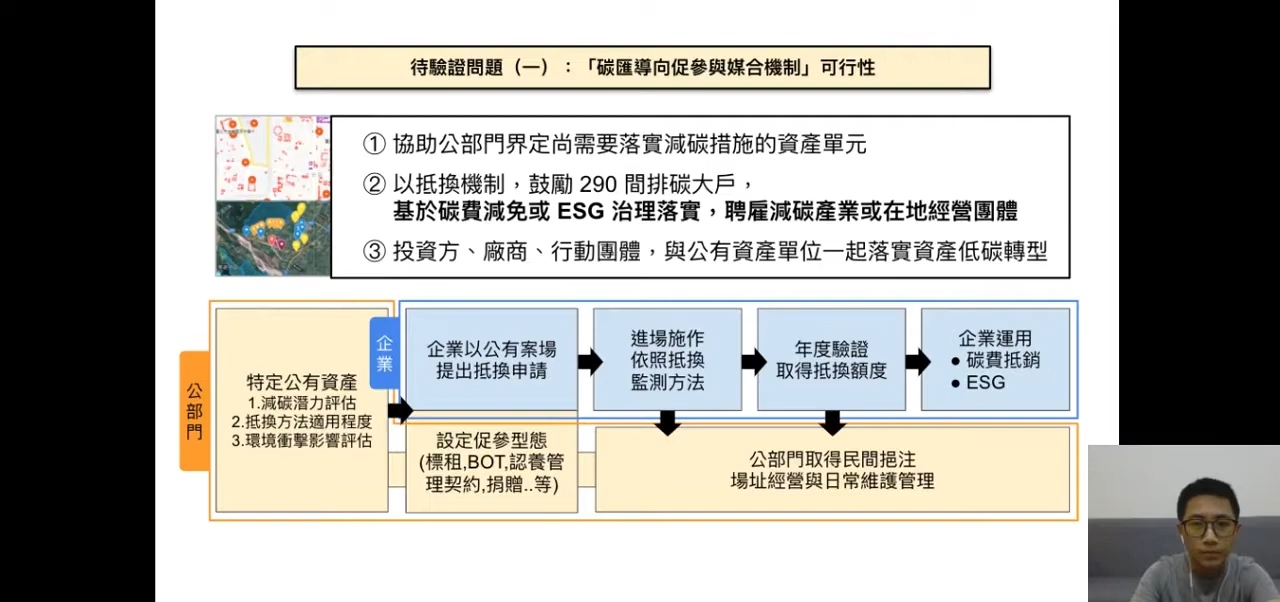 待驗證問題（一）：「碳匯導向促參與媒合機制」可行性
① 協助公部門界定尚需要落實減碳措施的資產單元
② 以抵換機制，鼓勵 290 間排碳大戶，
基於碳費減免或 ESG 治理落實，聘雇減碳產業或在地經營團體
③ 投資方、廠商、行動團體，與公有資產單位一起落實資產低碳轉型
公部門
特定公有資產
1.減碳潛力評估
2.抵換方法適用程度
3.環境衝擊影響評估
企業
企業以公有案場
提出抵換申請
進場施作
依照抵換
監測方法
年度驗證
取得抵換額度
企業運用
● 碳費抵銷
● ESG
設定促參型態
(標租,BOT,認養管
理契約,捐贈..等)
公部門取得民間挹注
場址經營與日常維護管理